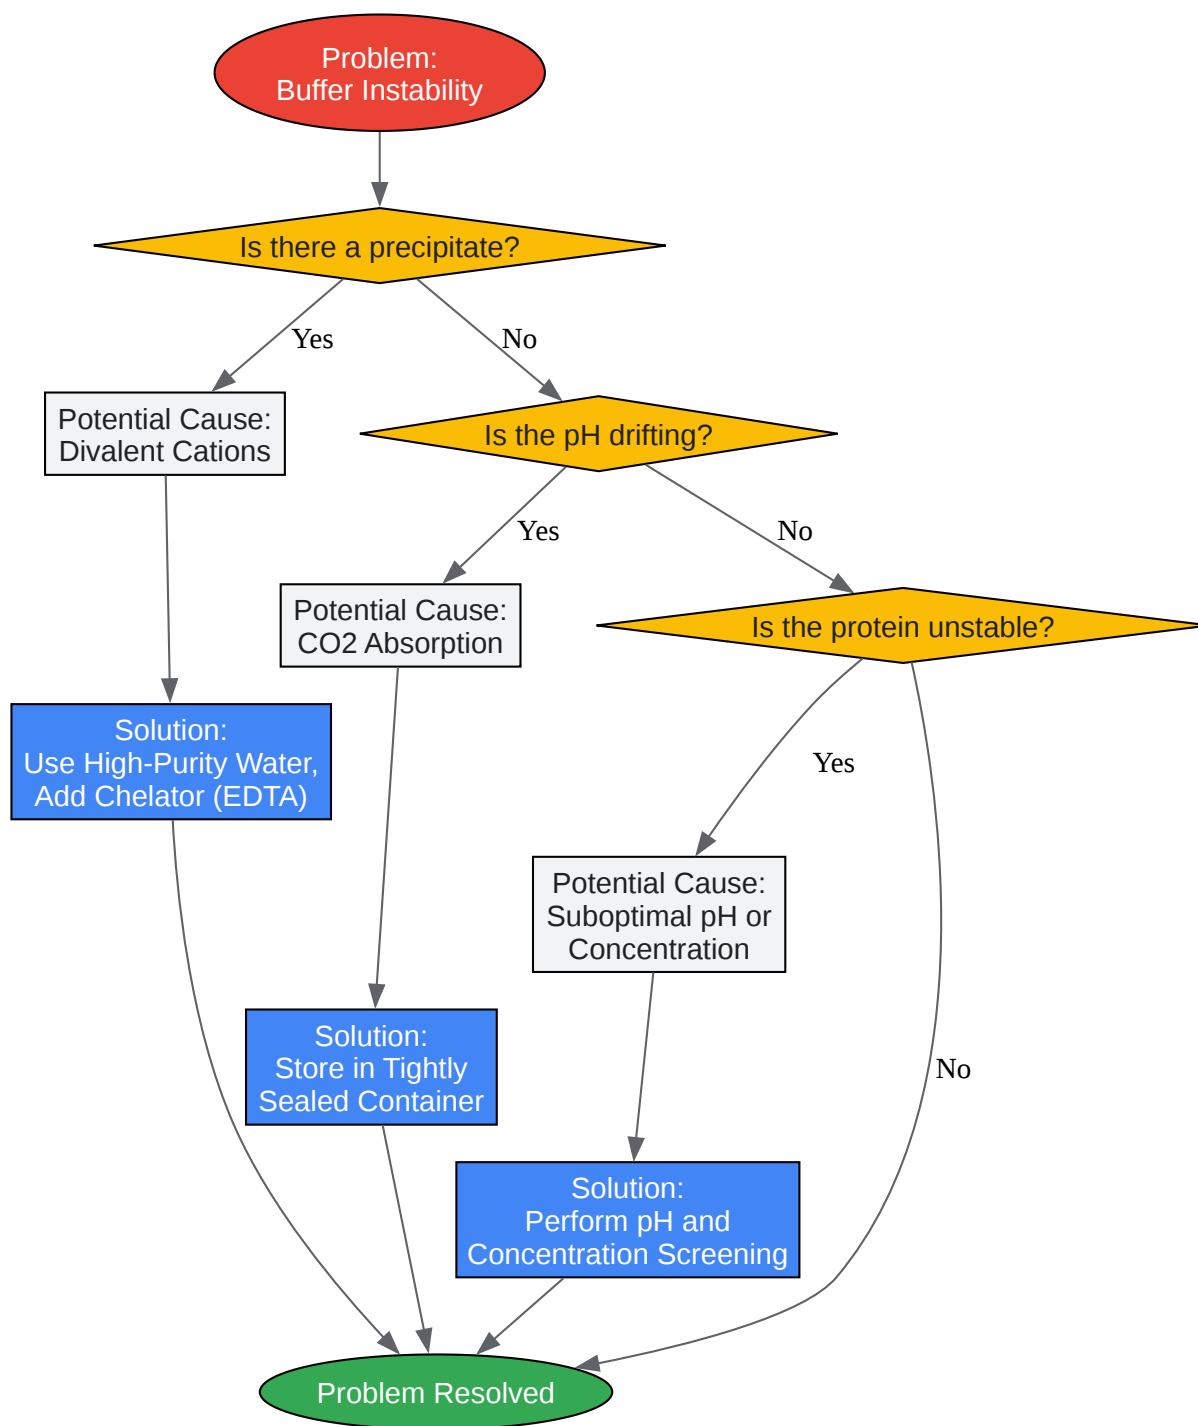 Problem:
Buffer Instability
Is there a precipitate?
Yes
No
Potential Cause:
Divalent Cations
Is the pH drifting?
Yes
No
Potential Cause:
CO2 Absorption
Is the protein unstable?
Solution:
Use High-Purity Water,
Add Chelator (EDTA)
Yes
Potential Cause:
Suboptimal pH or
Concentration
Solution:
Store in Tightly
Sealed Container
No
Solution:
Perform pH and
Concentration Screening
Problem Resolved